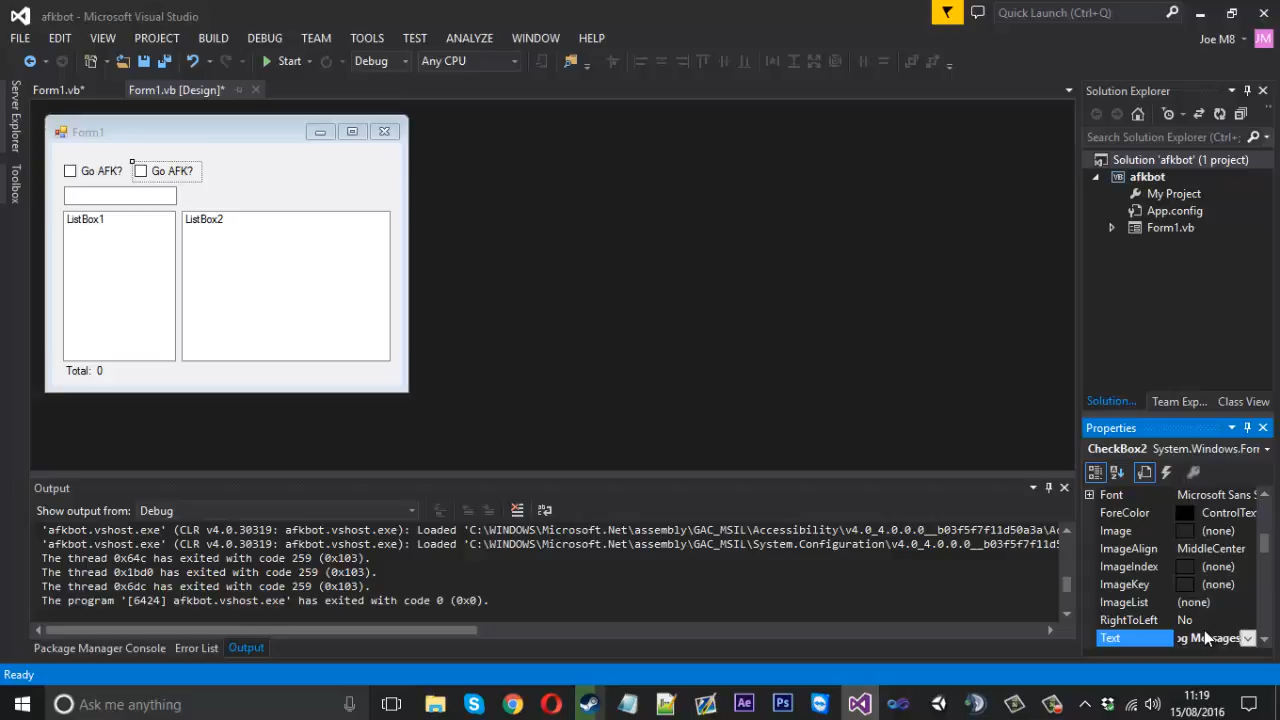 afkbot - Microsoft Visual Studio
Quick Launch (Ctrl+Q)
FILE EDIT VIEW PROJECT BUILD DEBUG TEAM TOOLS TEST ANALYZE WINDOW HELP
Joe M8 JM
Start Debug Any CPU
Server Explorer
Toolbox
Form1.vb* Form1.vb [Design]*
Form1
Go AFK? Go AFK?
ListBox1 ListBox2
Total: 0
Solution Explorer
Search Solution Explorer (Ctrl+;
Solution 'afkbot' (1 project)
VB afkbot
My Project
App.config
Form1.vb
Solution... Team Exp... Class View
Properties
CheckBox2 System.Windows.Forn
Font Microsoft Sans S
ForeColor ControlTex
Image (none)
ImageAlign MiddleCenter
ImageIndex (none)
ImageKey (none)
ImageList (none)
RightToLeft No
Text og Messages
Output
Show output from: Debug
'afkbot.vshost.exe' (CLR v4.0.30319: afkbot.vshost.exe): Loaded 'C:\WINDOWS\Microsoft.Net\assembly\GAC_MSIL\Accessibility\v4.0_4.0.0.0__b03f5f7f11d50a3a\Ac
'afkbot.vshost.exe' (CLR v4.0.30319: afkbot.vshost.exe): Loaded 'C:\WINDOWS\Microsoft.Net\assembly\GAC_MSIL\System.Configuration\v4.0_4.0.0.0__b03f5f7f11d5
The thread 0x64c has exited with code 259 (0x103).
The thread 0x1bd0 has exited with code 259 (0x103).
The thread 0x6dc has exited with code 259 (0x103).
The program '[6424] afkbot.vshost.exe' has exited with code 0 (0x0).
Package Manager Console Error List Output
Ready
Ask me anything
Ae Ps
11:19
15/08/2016